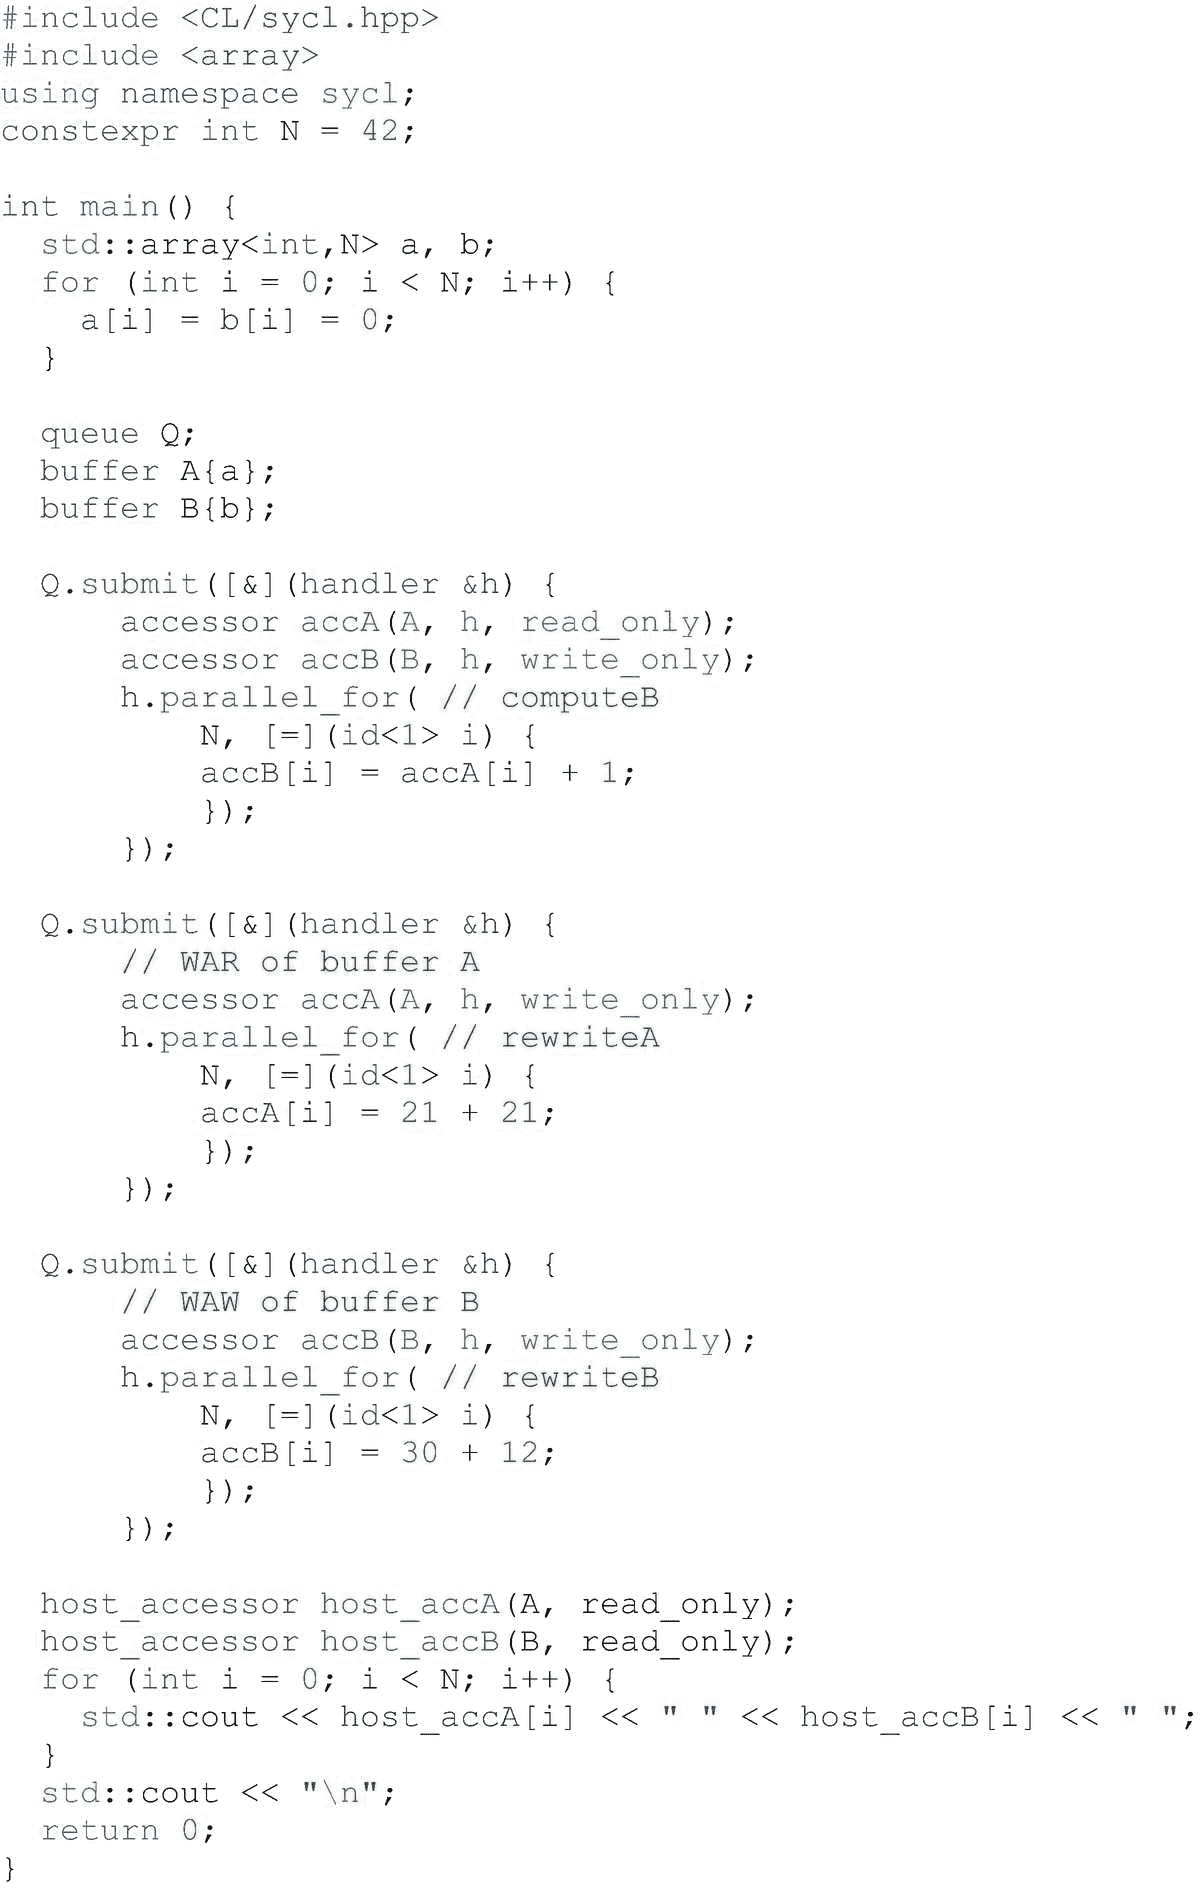 #include <CL/sycl.hpp>
#include <array>
using namespace sycl;
constexpr int N = 42;

int main() {
  std::array<int,N> a, b;
  for (int i = 0; i < N; i++) {
    a[i] = b[i] = 0;
  }

  queue Q;
  buffer A{a};
  buffer B{b};

  Q.submit([&](handler &h) {
      accessor accA(A, h, read_only);
      accessor accB(B, h, write_only);
      h.parallel_for( // computeB
          N, [=](id<1> i) {
          accB[i] = accA[i] + 1;
          });
      });

  Q.submit([&](handler &h) {
      // WAR of buffer A
      accessor accA(A, h, write_only);
      h.parallel_for( // rewriteA
          N, [=](id<1> i) {
          accA[i] = 21 + 21;
          });
      });

  Q.submit([&](handler &h) {
      // WAW of buffer B
      accessor accB(B, h, write_only);
      h.parallel_for( // rewriteB
          N, [=](id<1> i) {
          accB[i] = 30 + 12;
          });
      });

  host_accessor host_accA(A, read_only);
  host_accessor host_accB(B, read_only);
  for (int i = 0; i < N; i++) {
    std::cout << host_accA[i] << " " << host_accB[i] << " ";
  }
  std::cout << "\n";
  return 0;
}